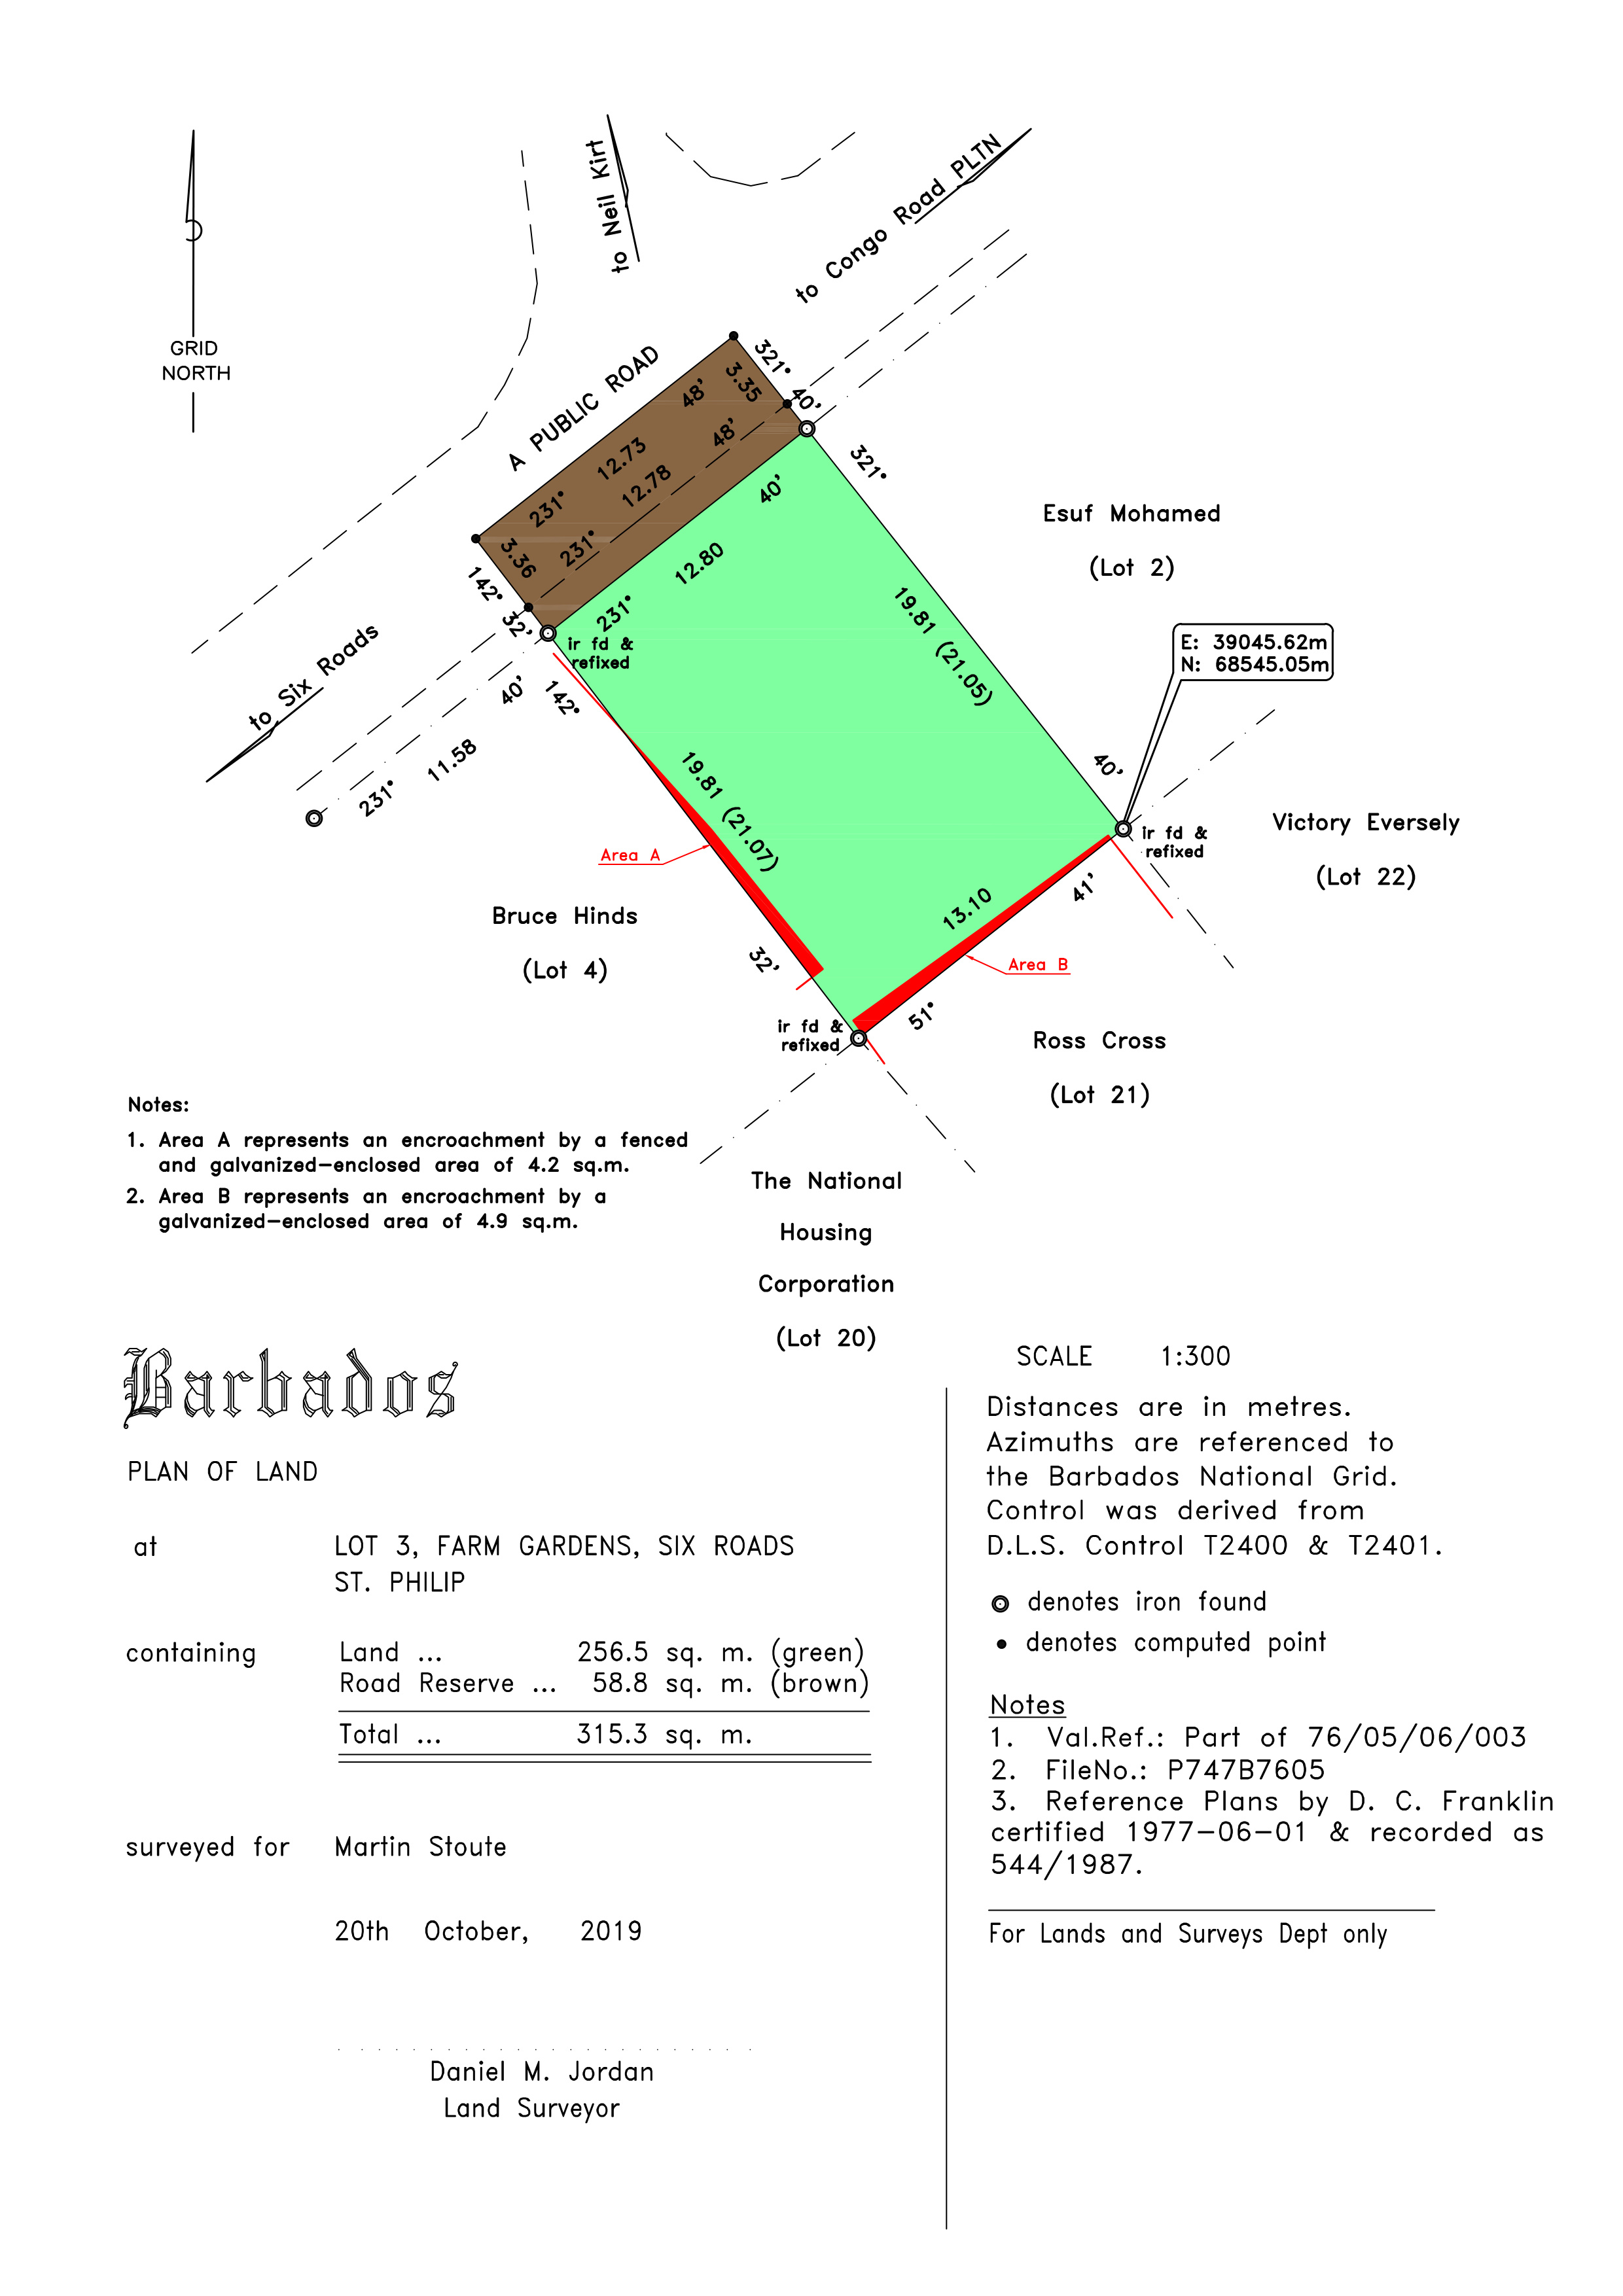 to Neil Kirt
to Congo Road PLTN
GRID
NORTH
A PUBLIC ROAD
321°
3.35
40'
48'
12.73
231°
48'
12.78
231°
3.36
142°
32'
321°
40'
12.80
231°
ir fd &
refixed
Esuf Mohamed
(Lot 2)
19.81 (21.05)
E: 39045.62m
N: 68545.05m
to Six Roads
40'
142°
11.58
231°
19.81 (21.07)
40'
Victory Eversely
(Lot 22)
ir fd &
refixed
Area A
41'
13.10
Bruce Hinds
(Lot 4)
32'
Area B
51°
ir fd &
refixed
Ross Cross
(Lot 21)
Notes:
1. Area A represents an encroachment by a fenced
and galvanized-enclosed area of 4.2 sq.m.
2. Area B represents an encroachment by a
galvanized-enclosed area of 4.9 sq.m.
The National
Housing
Corporation
(Lot 20)
Barbados
PLAN OF LAND
at LOT 3, FARM GARDENS, SIX ROADS
ST. PHILIP
containing Land ... 256.5 sq. m. (green)
Road Reserve ... 58.8 sq. m. (brown)
Total ... 315.3 sq. m.
surveyed for Martin Stoute
20th October, 2019
Daniel M. Jordan
Land Surveyor
SCALE 1:300
Distances are in metres.
Azimuths are referenced to
the Barbados National Grid.
Control was derived from
D.L.S. Control T2400 & T2401.
denotes iron found
denotes computed point
Notes
1. Val.Ref.: Part of 76/05/06/003
2. FileNo.: P747B7605
3. Reference Plans by D. C. Franklin
certified 1977-06-01 & recorded as
544/1987.
For Lands and Surveys Dept only